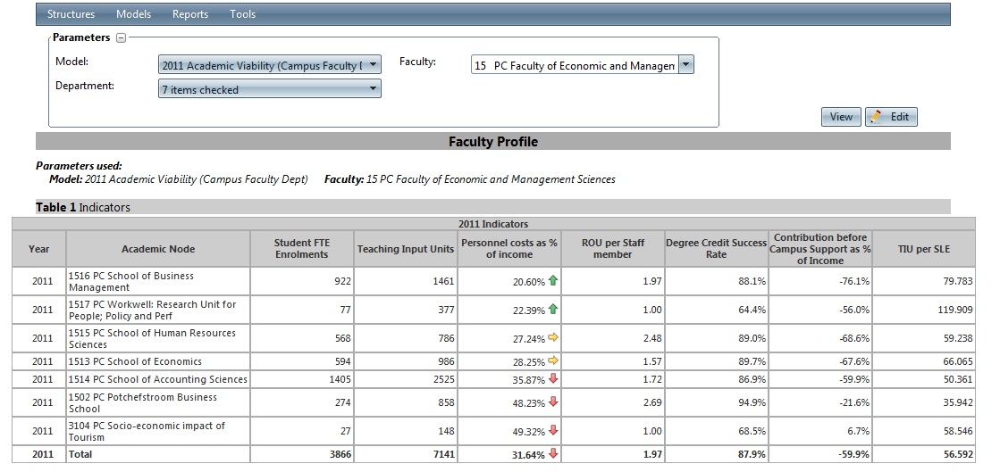 Structures Models Reports Tools
Parameters
Model: 2011 Academic Viability (Campus Faculty [ Faculty: 15 PC Faculty of Economic and Managen
Department: 7 items checked
View Edit
Faculty Profile
Parameters used:
Model: 2011 Academic Viability (Campus Faculty Dept) Faculty: 15 PC Faculty of Economic and Management Sciences
Table 1 Indicators
2011 Indicators
Year Academic Node Student FTE Enrolments Teaching Input Units Personnel costs as % of income ROU per Staff member Degree Credit Success Rate Contribution before Campus Support as % of Income TIU per SLE
2011 1516 PC School of Business Management 922 1461 20.60% 1.97 88.1% -76.1% 79.783
2011 1517 PC Workwell: Research Unit for People; Policy and Perf 77 377 22.39% 1.00 64.4% -56.0% 119.909
2011 1515 PC School of Human Resources Sciences 568 786 27.24% 2.48 89.0% -68.6% 59.238
2011 1513 PC School of Economics 594 986 28.25% 1.57 89.7% -67.6% 66.065
2011 1514 PC School of Accounting Sciences 1405 2525 35.87% 1.72 86.9% -59.9% 50.361
2011 1502 PC Potchefstroom Business School 274 858 48.23% 2.69 94.9% -21.6% 35.942
2011 3104 PC Socio-economic impact of Tourism 27 148 49.32% 1.00 68.5% 6.7% 58.546
2011 Total 3866 7141 31.64% 1.97 87.9% -59.9% 56.592